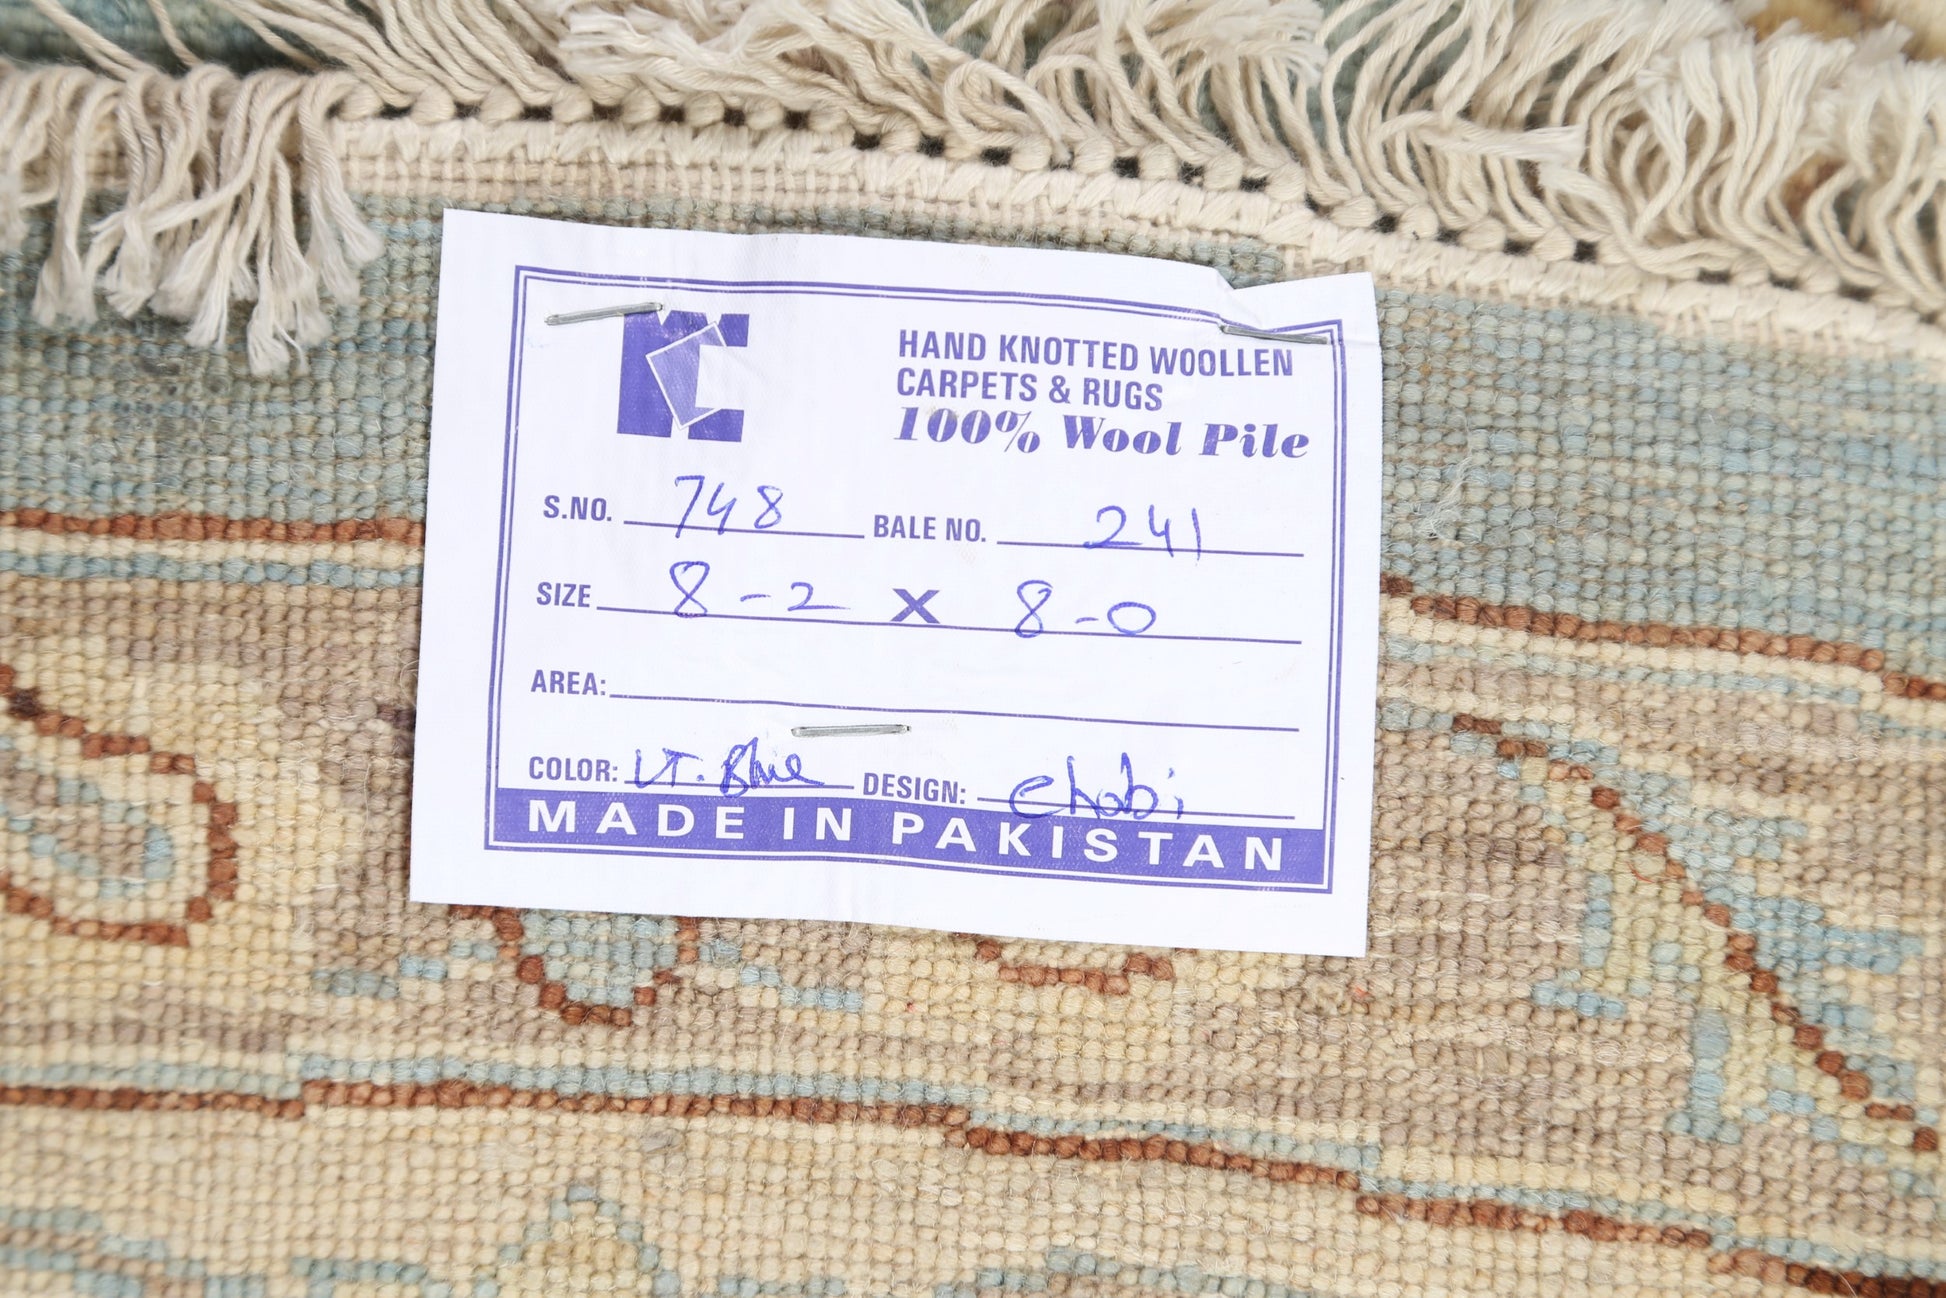 HAND KNOTTED WOOLLEN
CARPETS & RUGS
100% Wool Pile
S.NO. 748 BALE NO. 241
SIZE 8-2 X 8-0
AREA:
COLOR: LT. Blue DESIGN: Chobi
MADE IN PAKISTAN